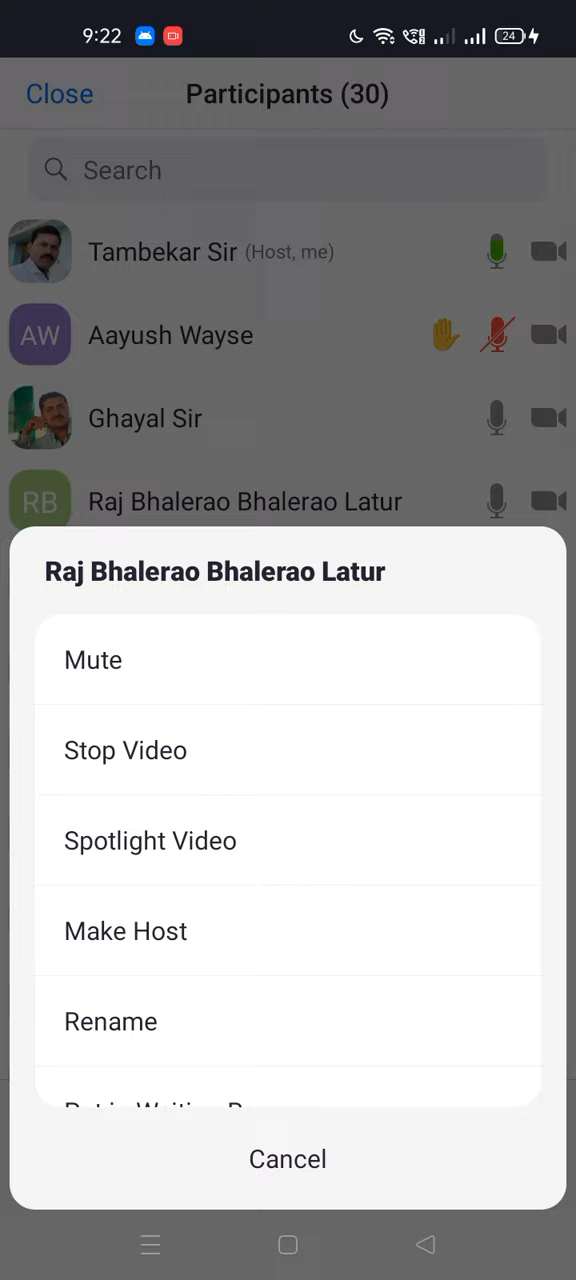 9:22
24
Close
Participants (30)
Search
Tambekar Sir (Host, me)
AW
Aayush Wayse
Ghayal Sir
RB
Raj Bhalerao Bhalerao Latur
Raj Bhalerao Bhalerao Latur
Mute
Stop Video
Spotlight Video
Make Host
Rename
Cancel